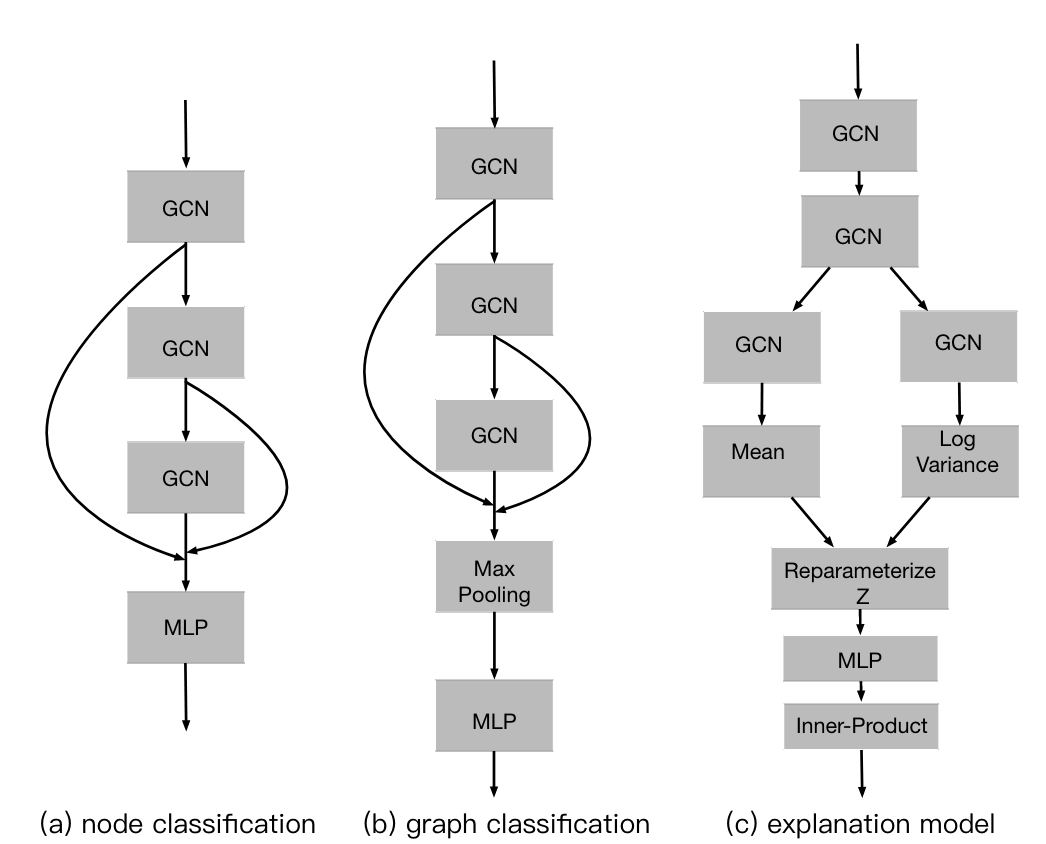 GCN
GCN
GCN
MLP
(a) node classification
GCN
GCN
GCN
Max
Pooling
MLP
(b) graph classification
GCN
GCN
GCN
GCN
Mean
Log
Variance
Reparameterize
Z
MLP
Inner-Product
(c) explanation model